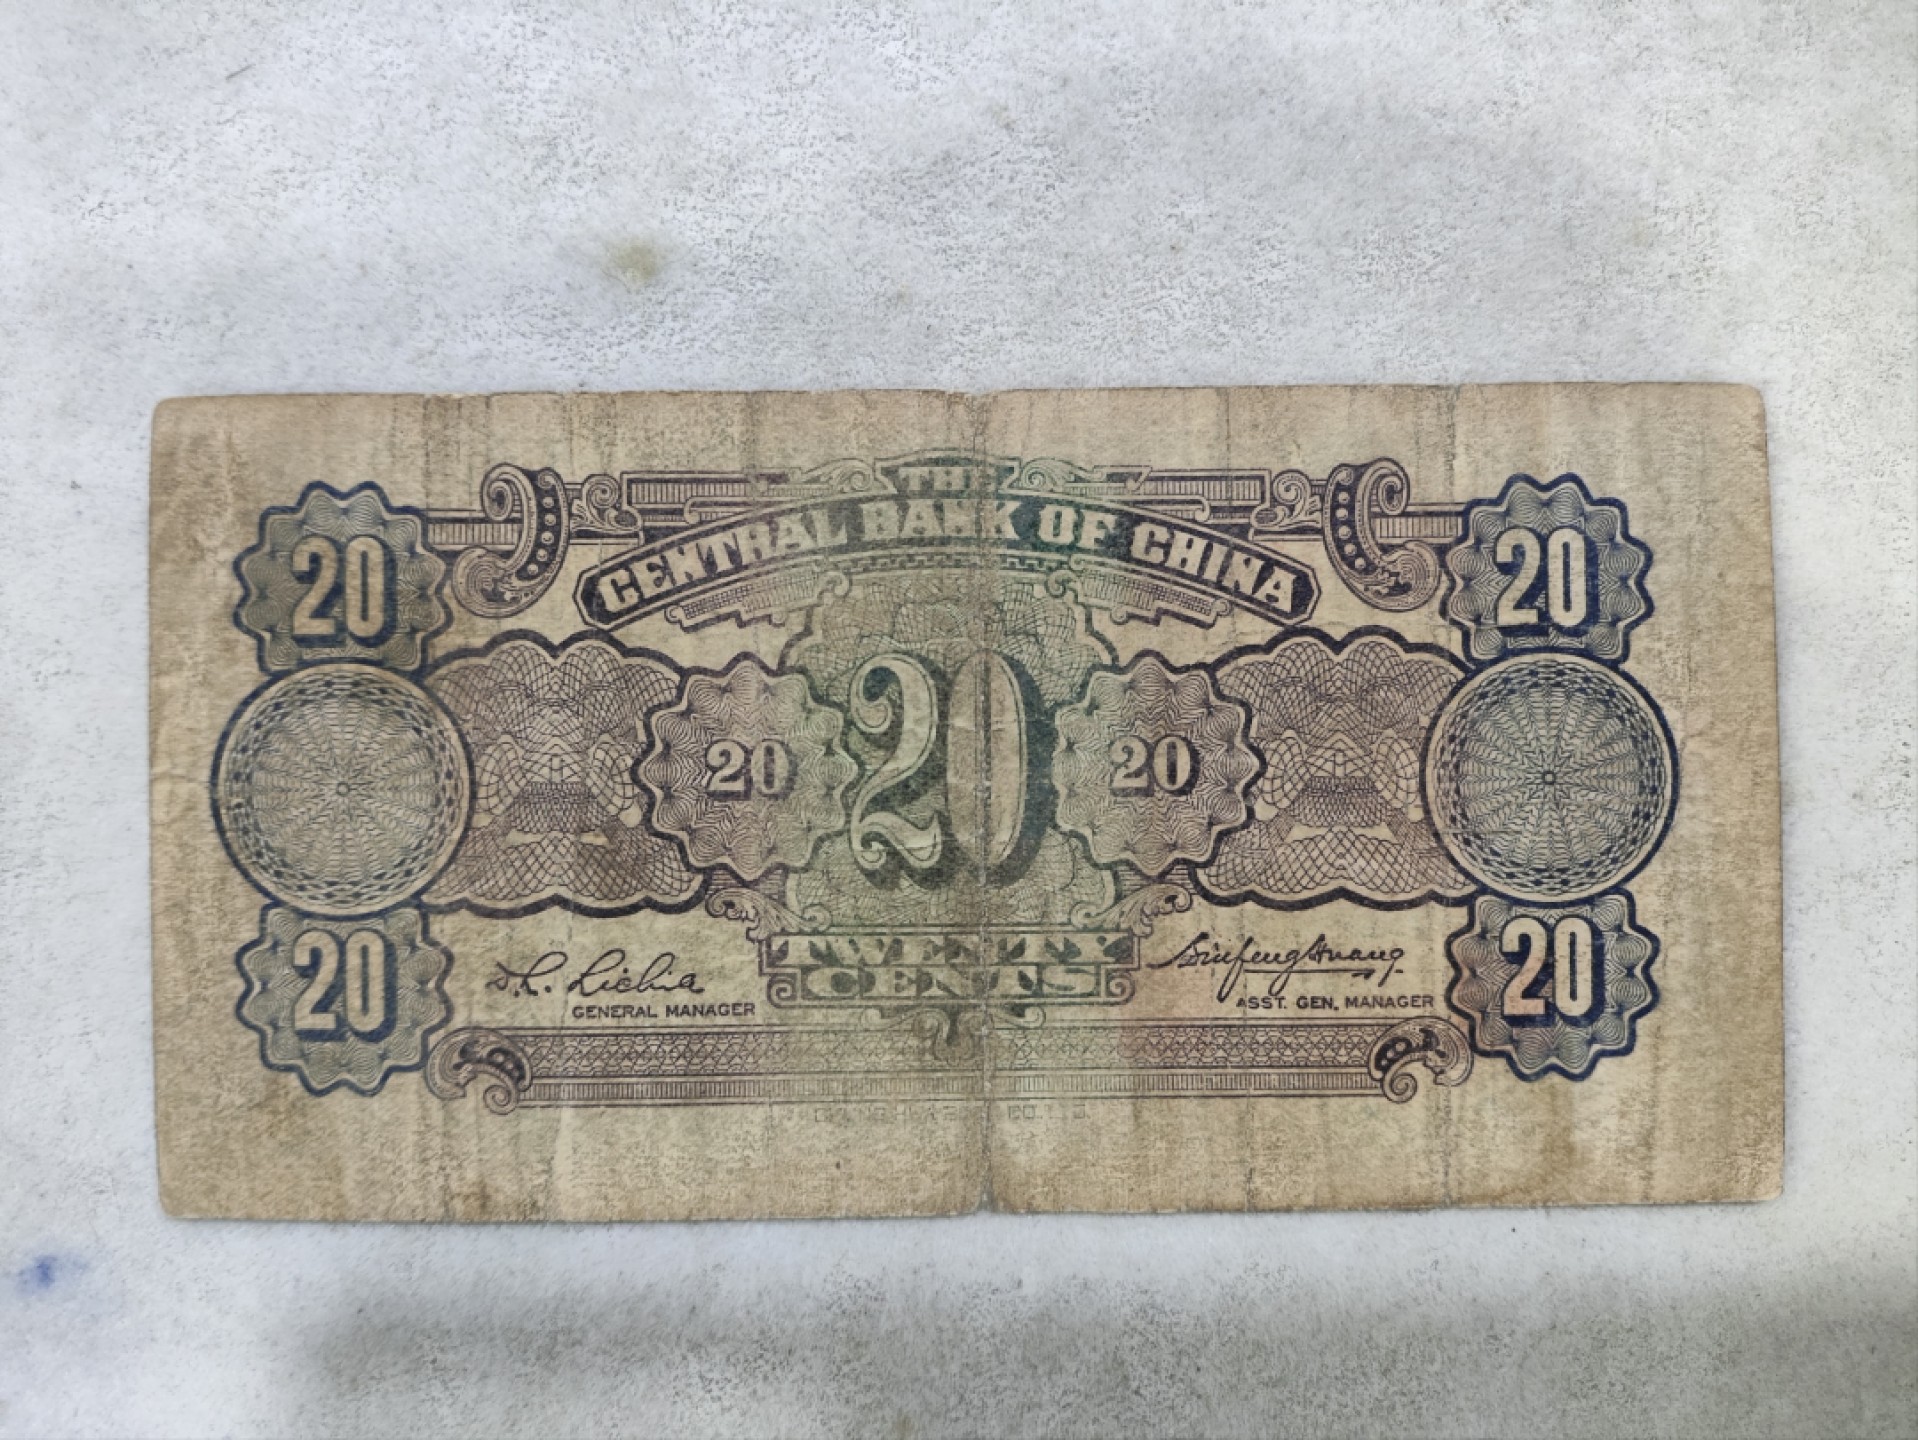 THE
CENTRAL BANK OF CHINA
20 20
20 20 20
20 20
TWENTY
CENTS
GENERAL MANAGER
ASST. GEN. MANAGER